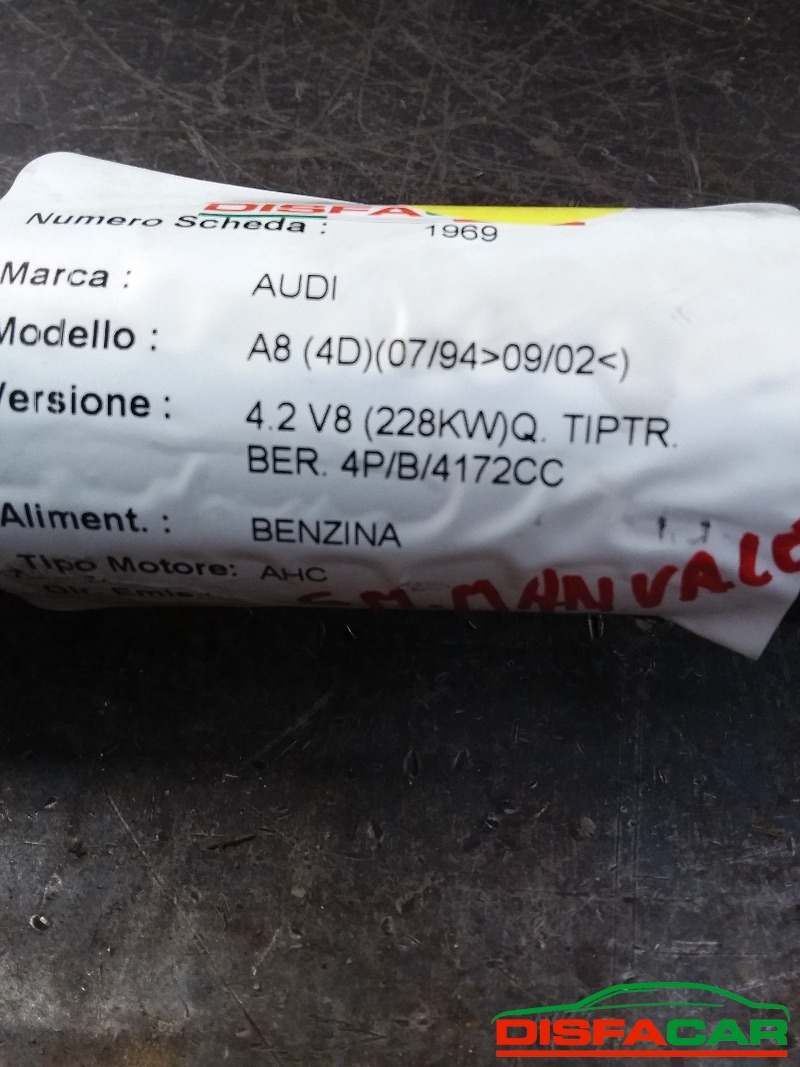 DISFA
Numero Scheda : 1969
Marca : AUDI
Modello : A8 (4D)(07/94>09/02<)
Versione : 4.2 V8 (228KW)Q. TIPTR.
BER. 4P/B/4172CC
Aliment. : BENZINA
Tipo Motore: AHC
DISFACAR